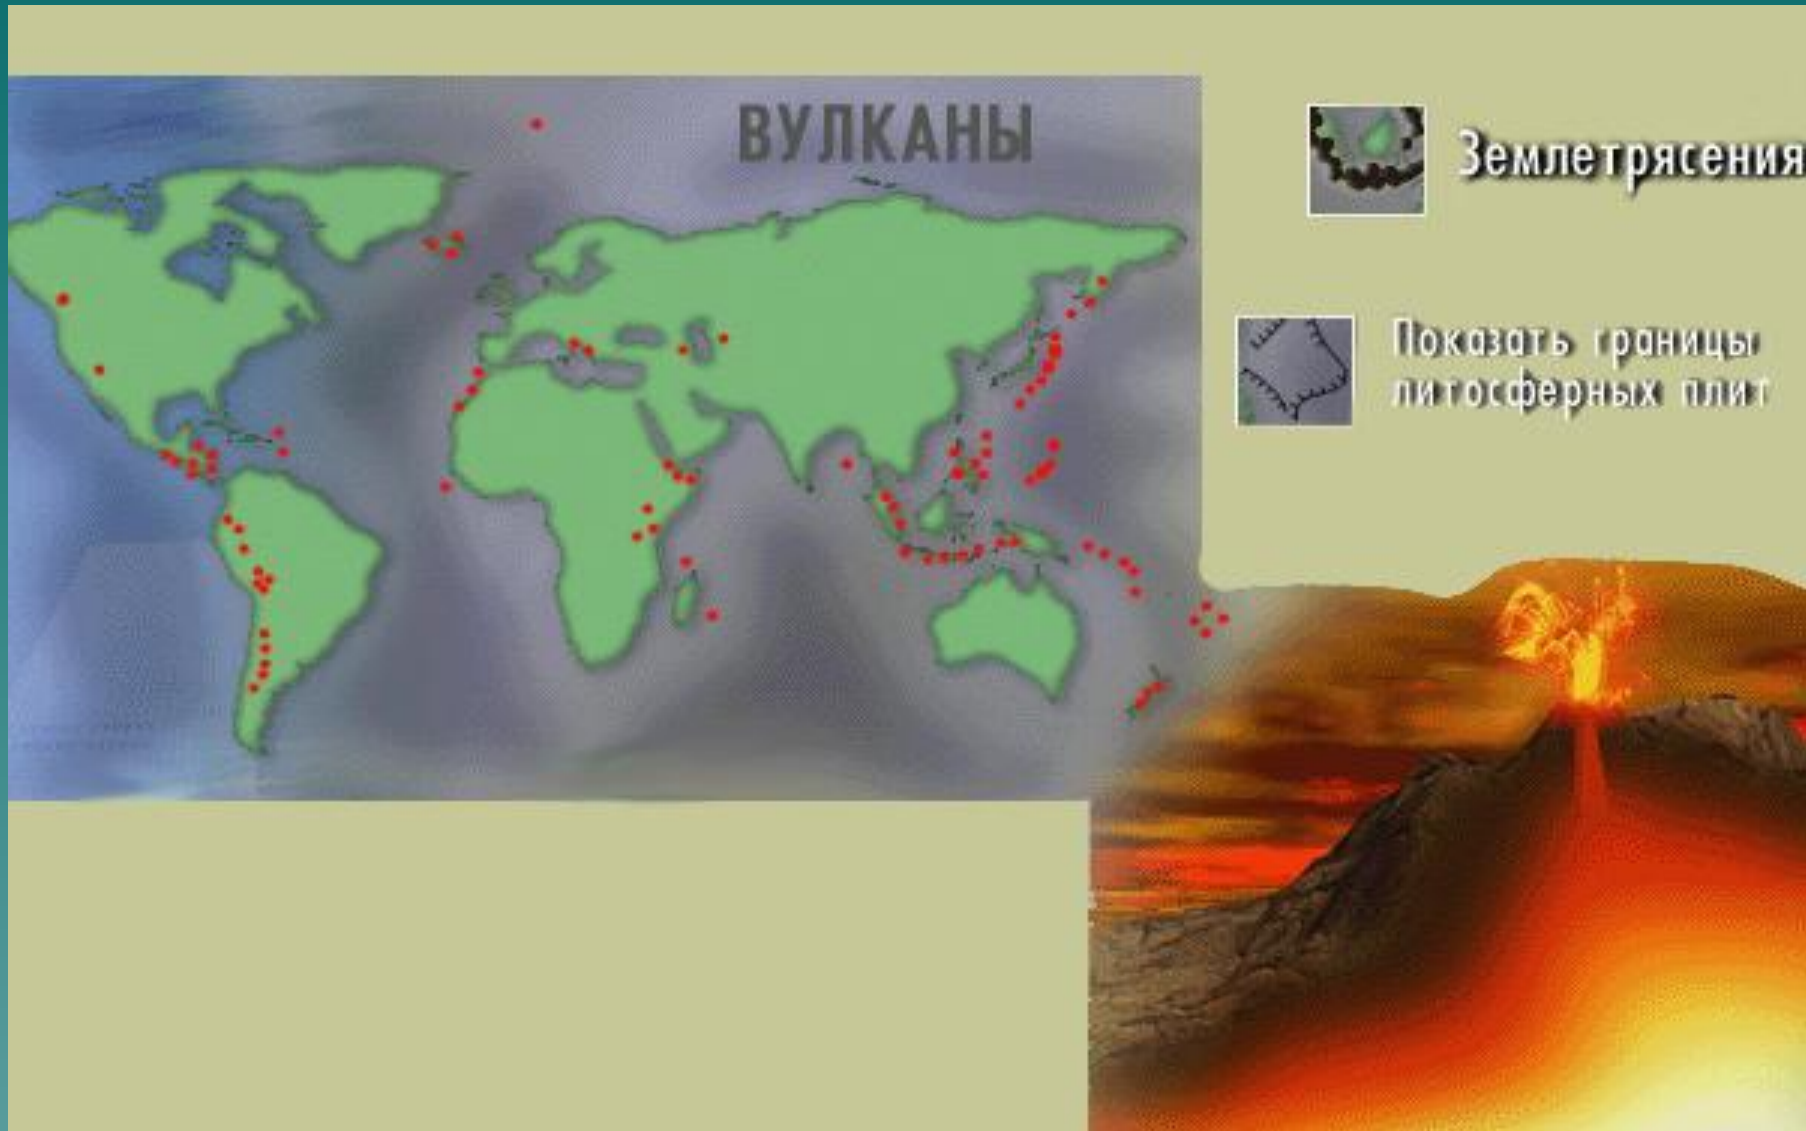 ВУЛКАНЫ
Землетрясения
Показать границы
литосферных плит